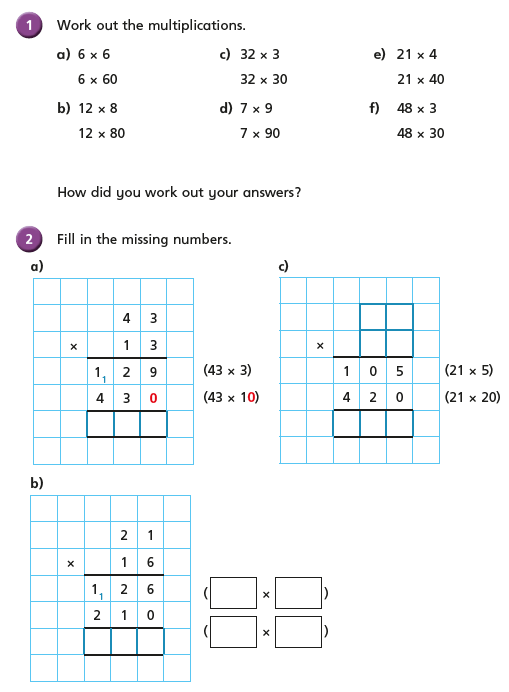 1 Work out the multiplications.
a) 6 × 6 c) 32 × 3 e) 21 × 4
6 × 60 32 × 30 21 × 40
b) 12 × 8 d) 7 × 9 f) 48 × 3
12 × 80 7 × 90 48 × 30
How did you work out your answers?
2 Fill in the missing numbers.
a)
4 3
× 1 3
1 1 2 9 (43 × 3)
4 3 0 (43 × 10)
c)
×
1 0 5 (21 × 5)
4 2 0 (21 × 20)
b)
2 1
× 1 6
1 1 2 6 ( × )
2 1 0 ( × )